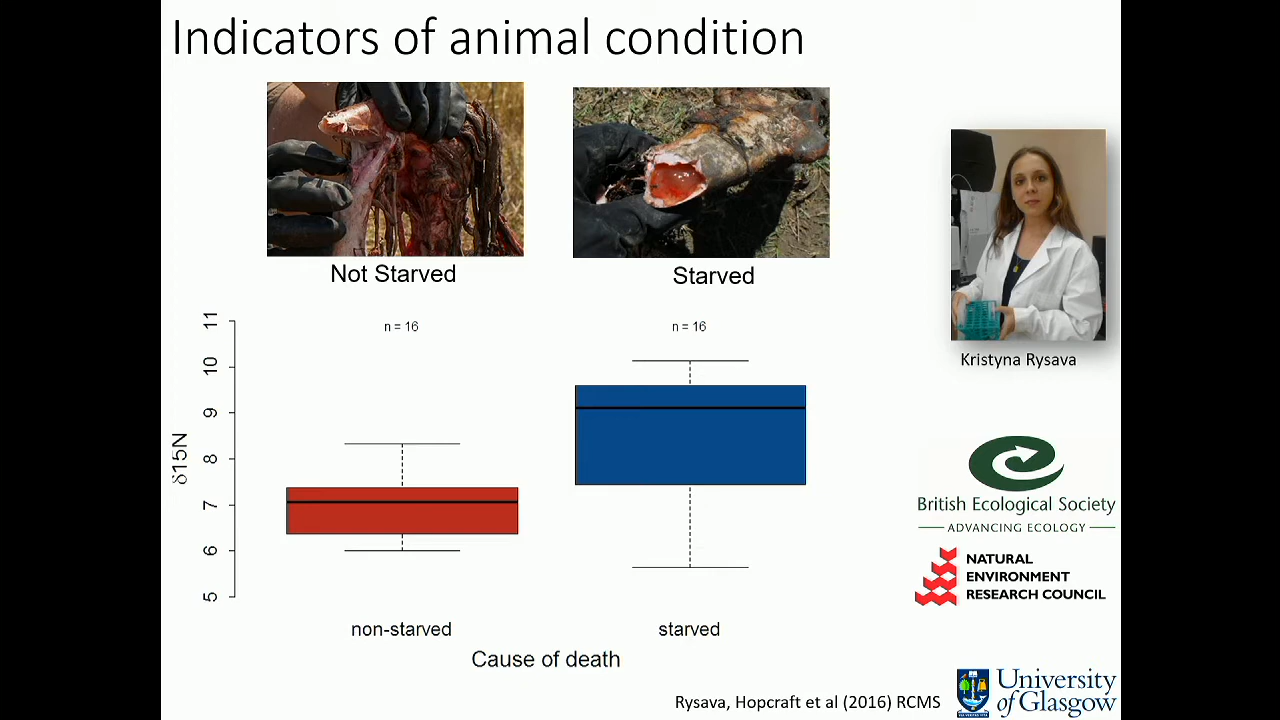 Indicators of animal condition
Not Starved
Starved
Kristyna Rysava
n = 16
n = 16
11
10
9
8
7
6
5
δ15N
non-starved
starved
Cause of death
British Ecological Society
ADVANCING ECOLOGY
NATURAL
ENVIRONMENT
RESEARCH COUNCIL
Rysava, Hopcraft et al (2016) RCMS
University
of Glasgow